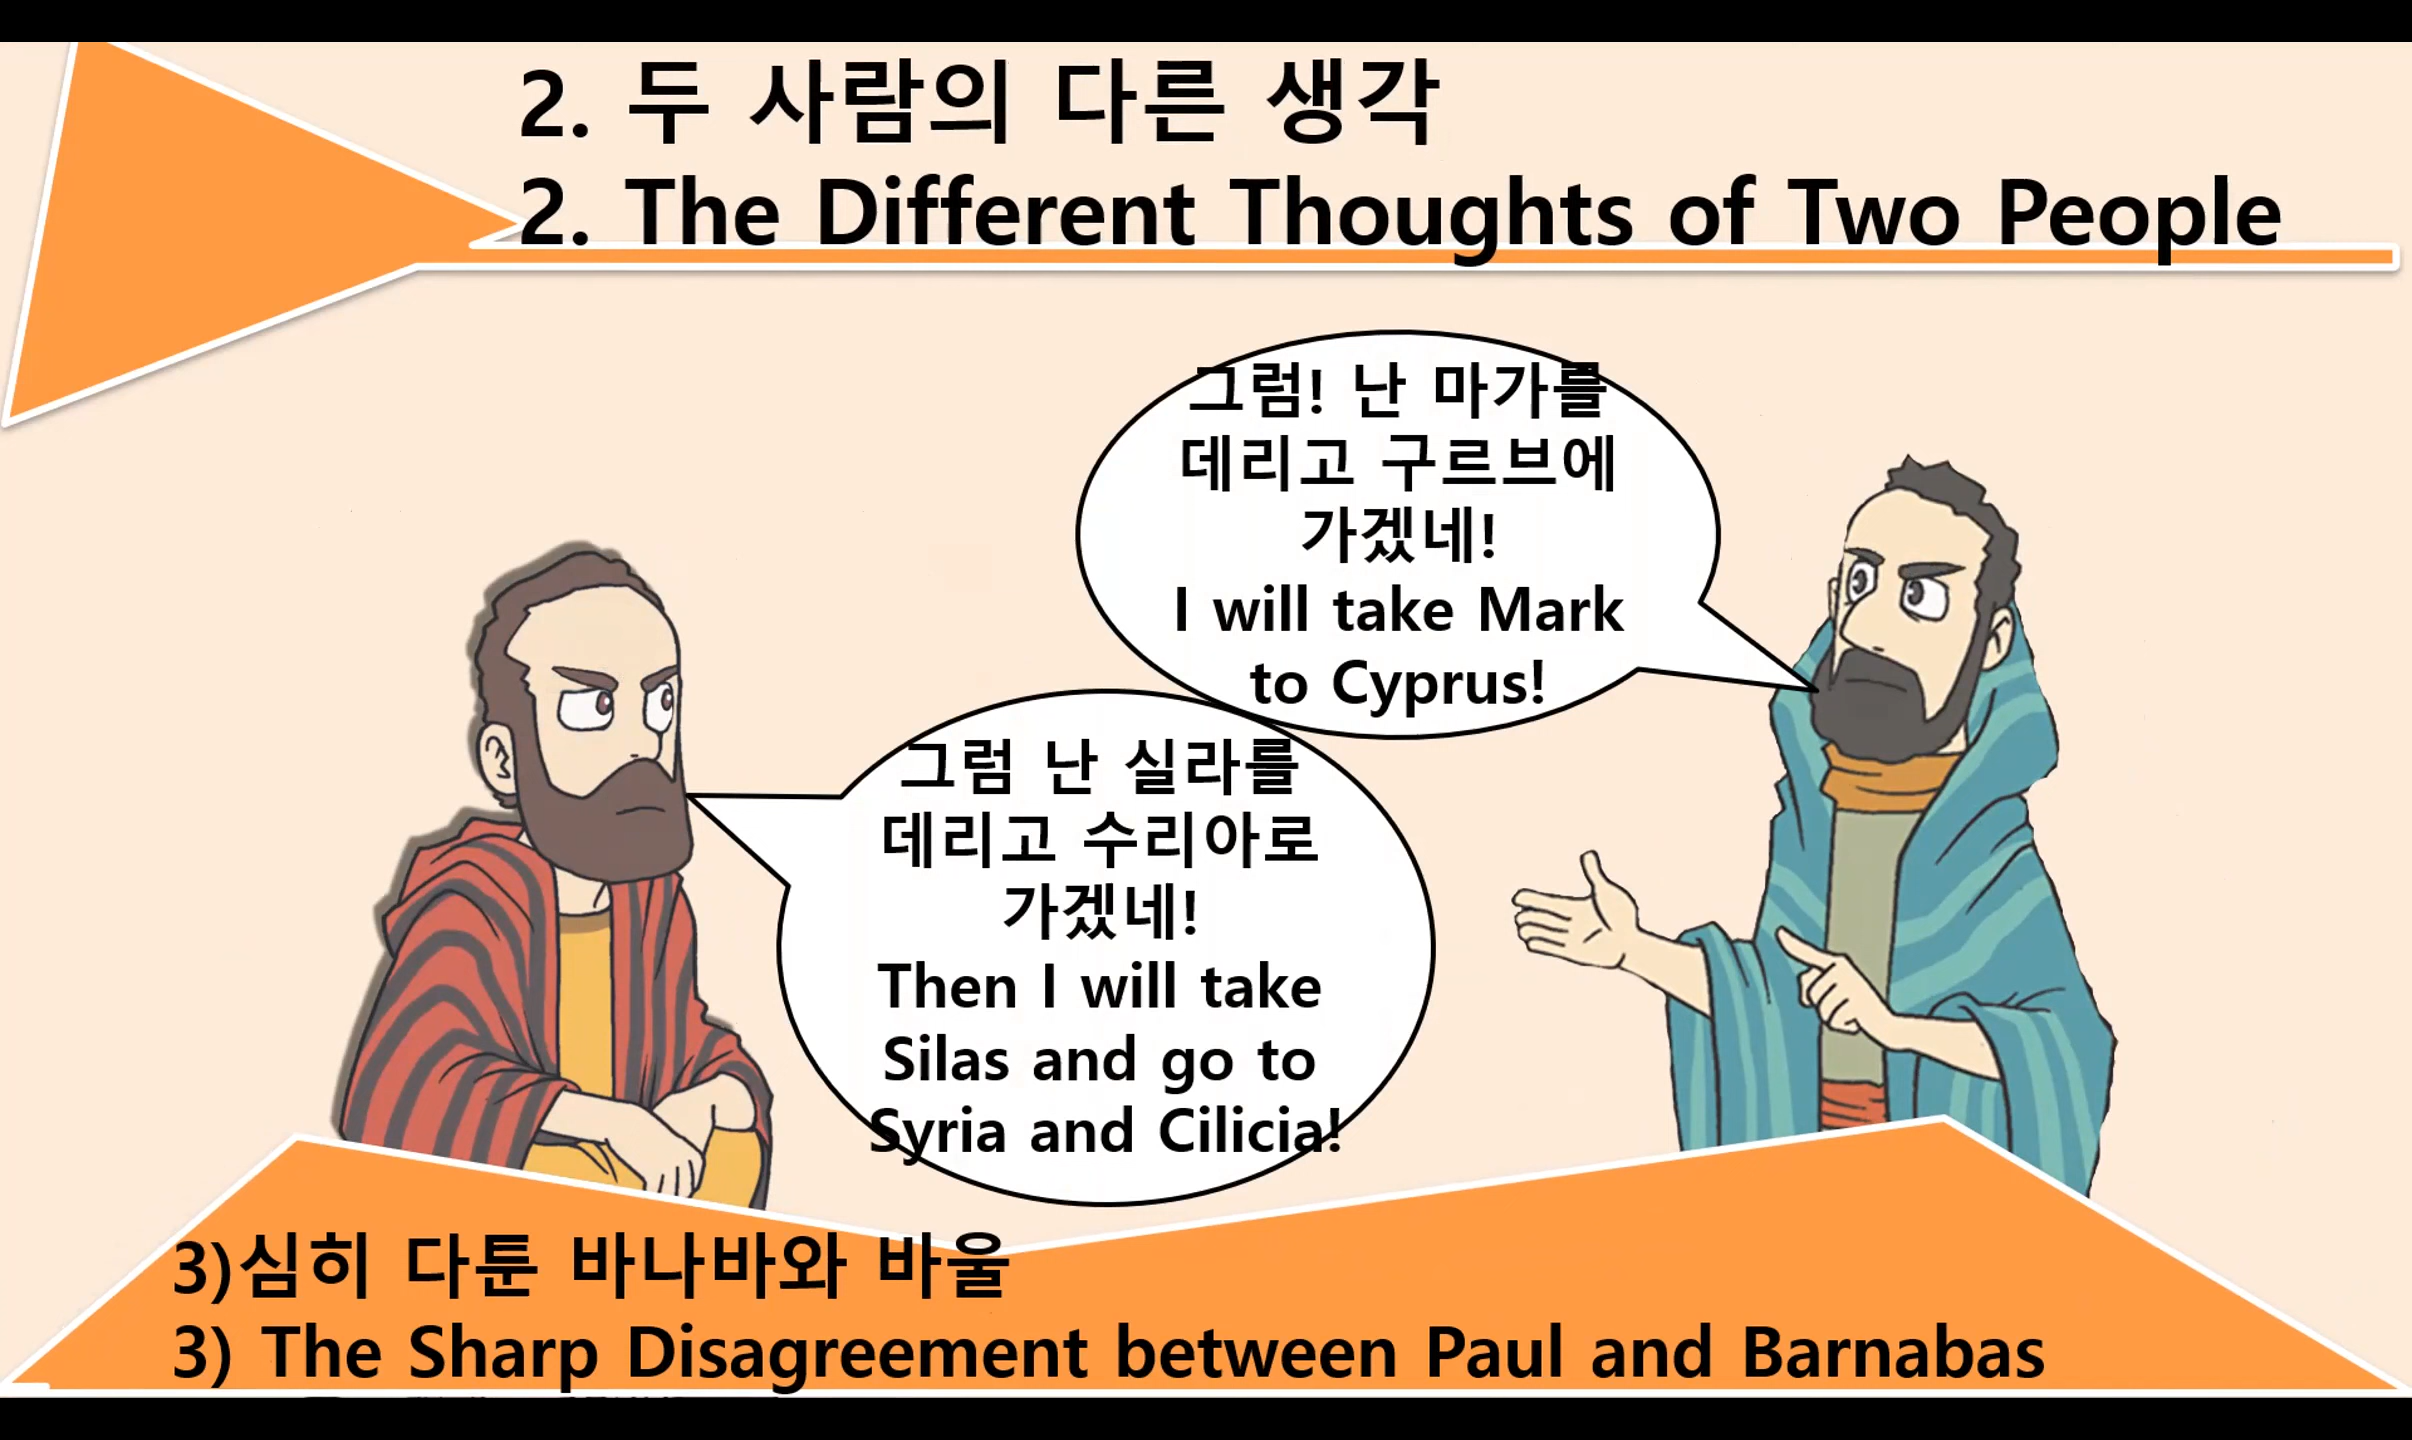 2. 두 사람의 다른 생각
2. The Different Thoughts of Two People
그럼! 난 마가를
데리고 구르브에
가겠네!
I will take Mark
to Cyprus!
그럼 난 실라를
데리고 수리아로
가겠네!
Then I will take
Silas and go to
Syria and Cilicia!
3)심히 다툰 바나바와 바울
3) The Sharp Disagreement between Paul and Barnabas